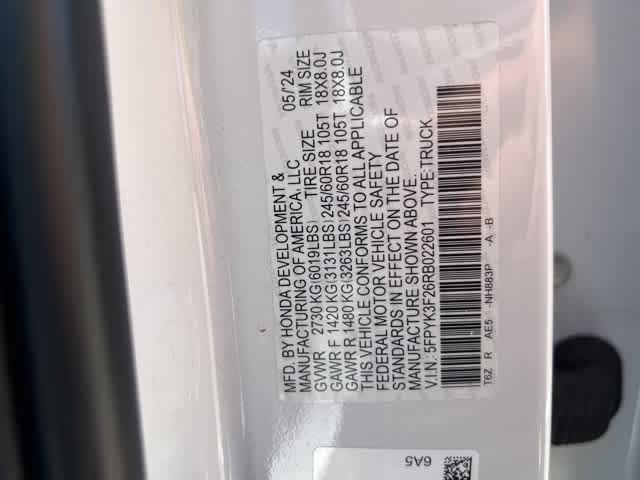 MFD. BY HONDA DEVELOPMENT & 05/'24
MANUFACTURING OF AMERICA, LLC
TIRE SIZE RIM SIZE
GVWR 2730 KG(6019LBS)
GAWR F 1420 KG(3131LBS)245/60R18 105T 18X8.0J
GAWR R 1480 KG(3263LBS)245/60R18 105T 18X8.0J
THIS VEHICLE CONFORMS TO ALL APPLICABLE
FEDERAL MOTOR VEHICLE SAFETY
STANDARDS IN EFFECT ON THE DATE OF
MANUFACTURE SHOWN ABOVE.
V.I.N.: 5FPYK3F26RB022601 TYPE:TRUCK
T6Z R AE5 -NH883P -A -B
6A5